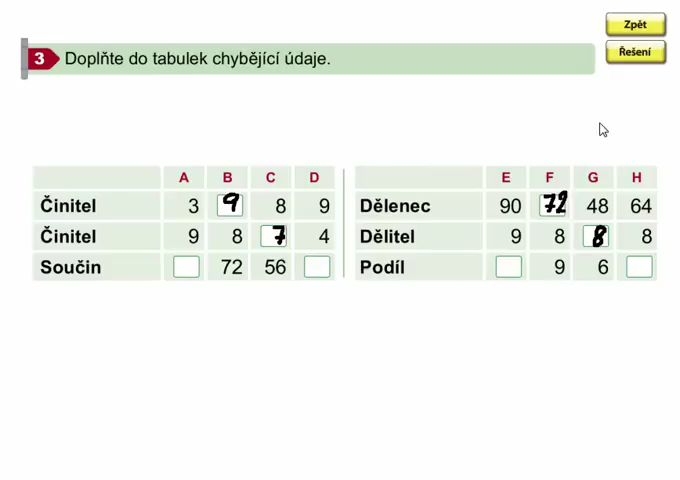 Zpět
3 Doplňte do tabulek chybějící údaje.
Řešení
A B C D E F G H
Činitel 3 9 8 9 Dělenec 90 72 48 64
Činitel 9 8 7 4 Dělitel 9 8 8 8
Součin 72 56 Podíl 9 6